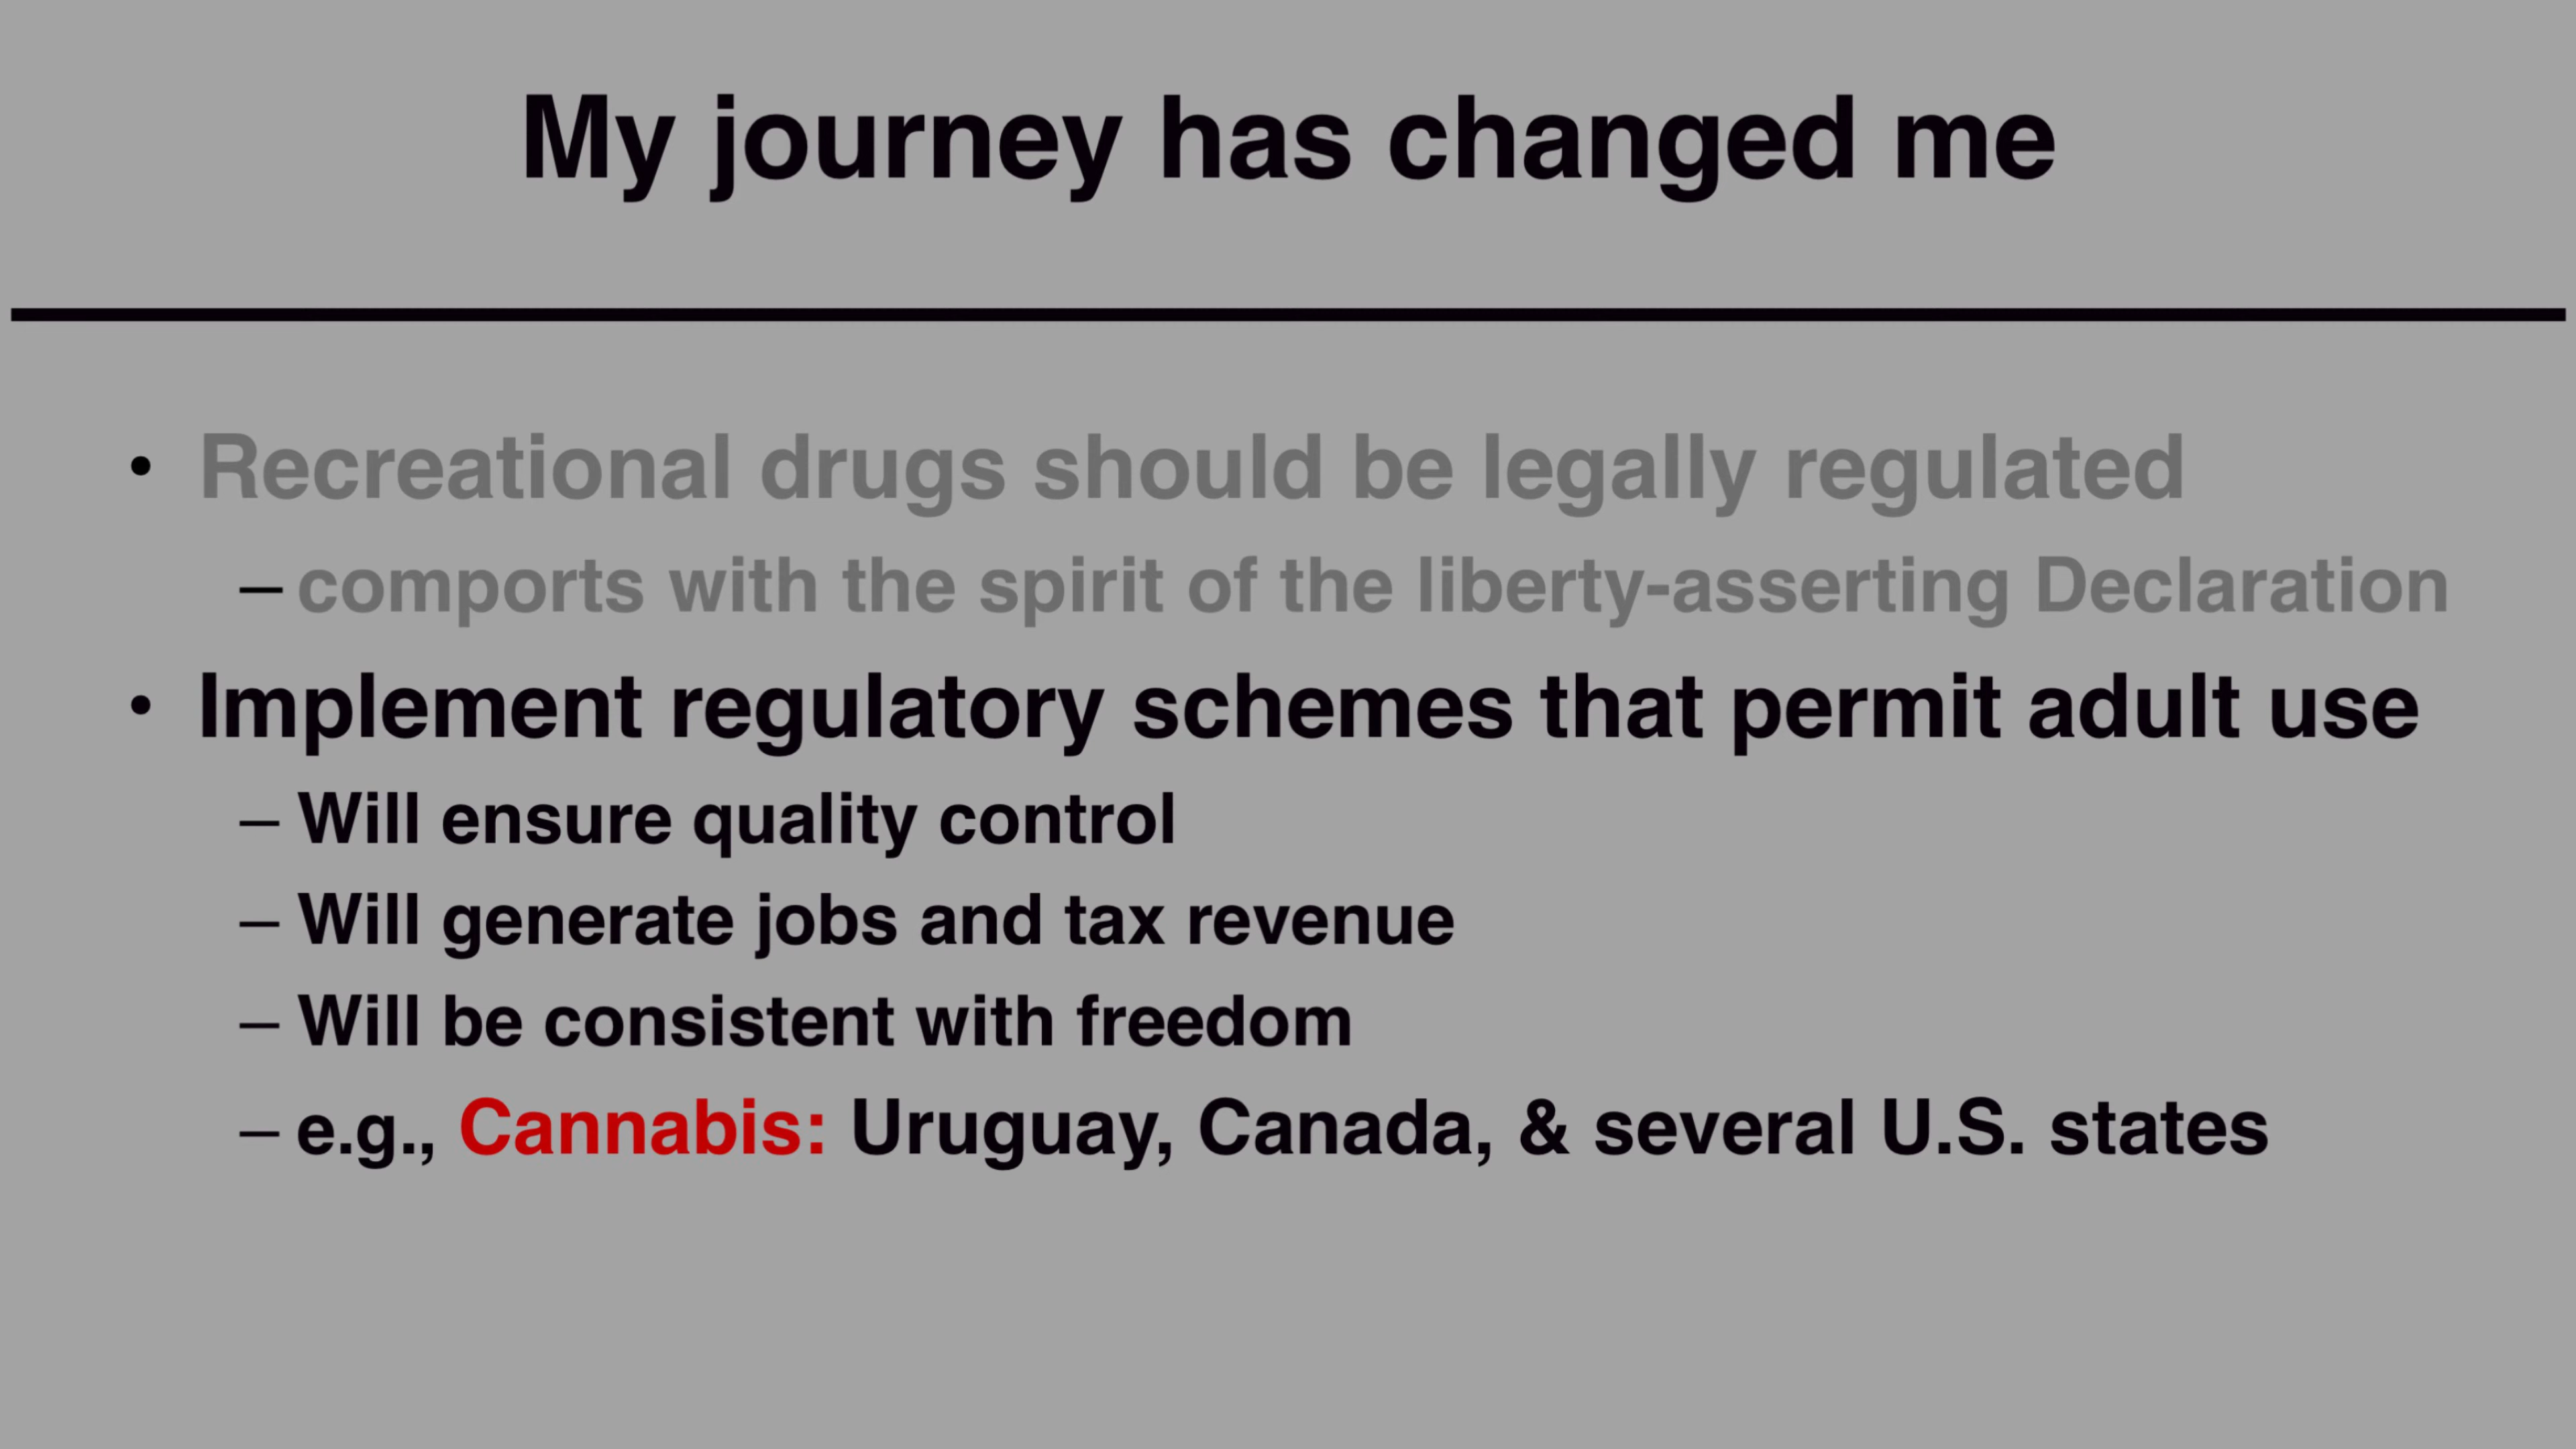 My journey has changed me
• Recreational drugs should be legally regulated
– comports with the spirit of the liberty-asserting Declaration
• Implement regulatory schemes that permit adult use
– Will ensure quality control
– Will generate jobs and tax revenue
– Will be consistent with freedom
– e.g., Cannabis: Uruguay, Canada, & several U.S. states